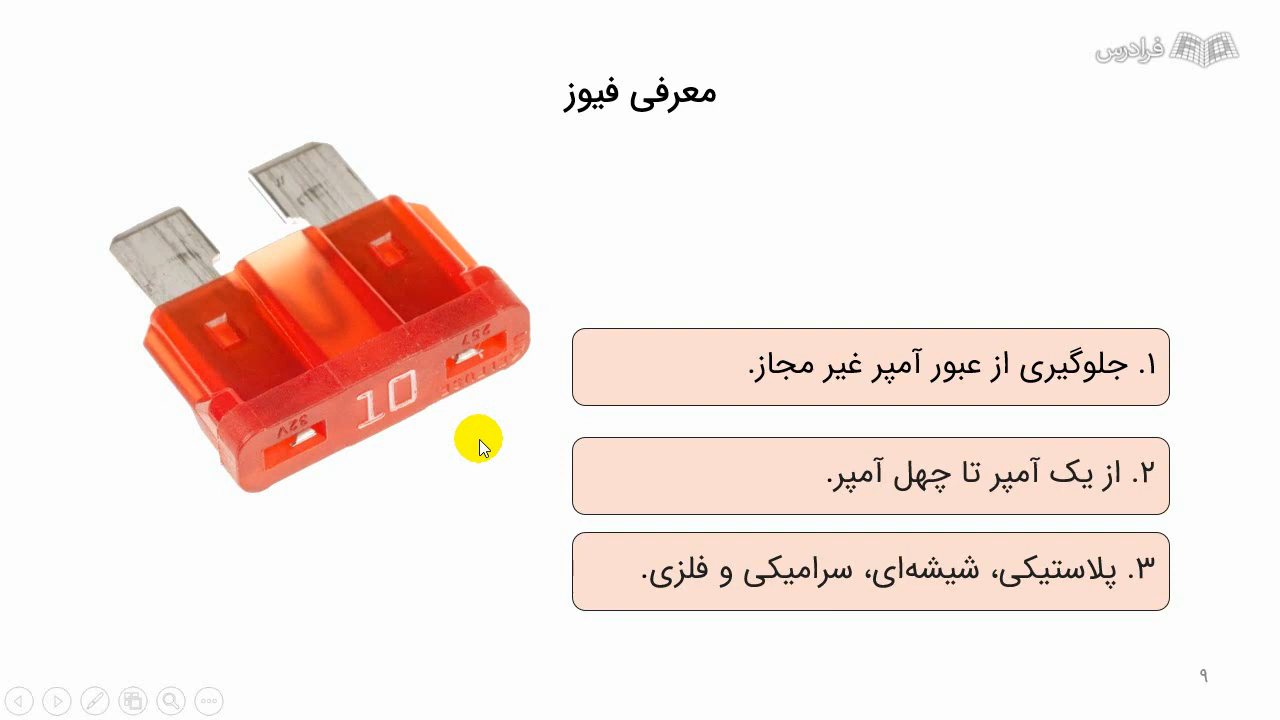 فرادرس
معرفی فیوز
32V
10
257
۱. جلوگیری از عبور آمپر غیر مجاز.
۲. از یک آمپر تا چهل آمپر.
۳. پلاستیکی، شیشه‌ای، سرامیکی و فلزی.
۹